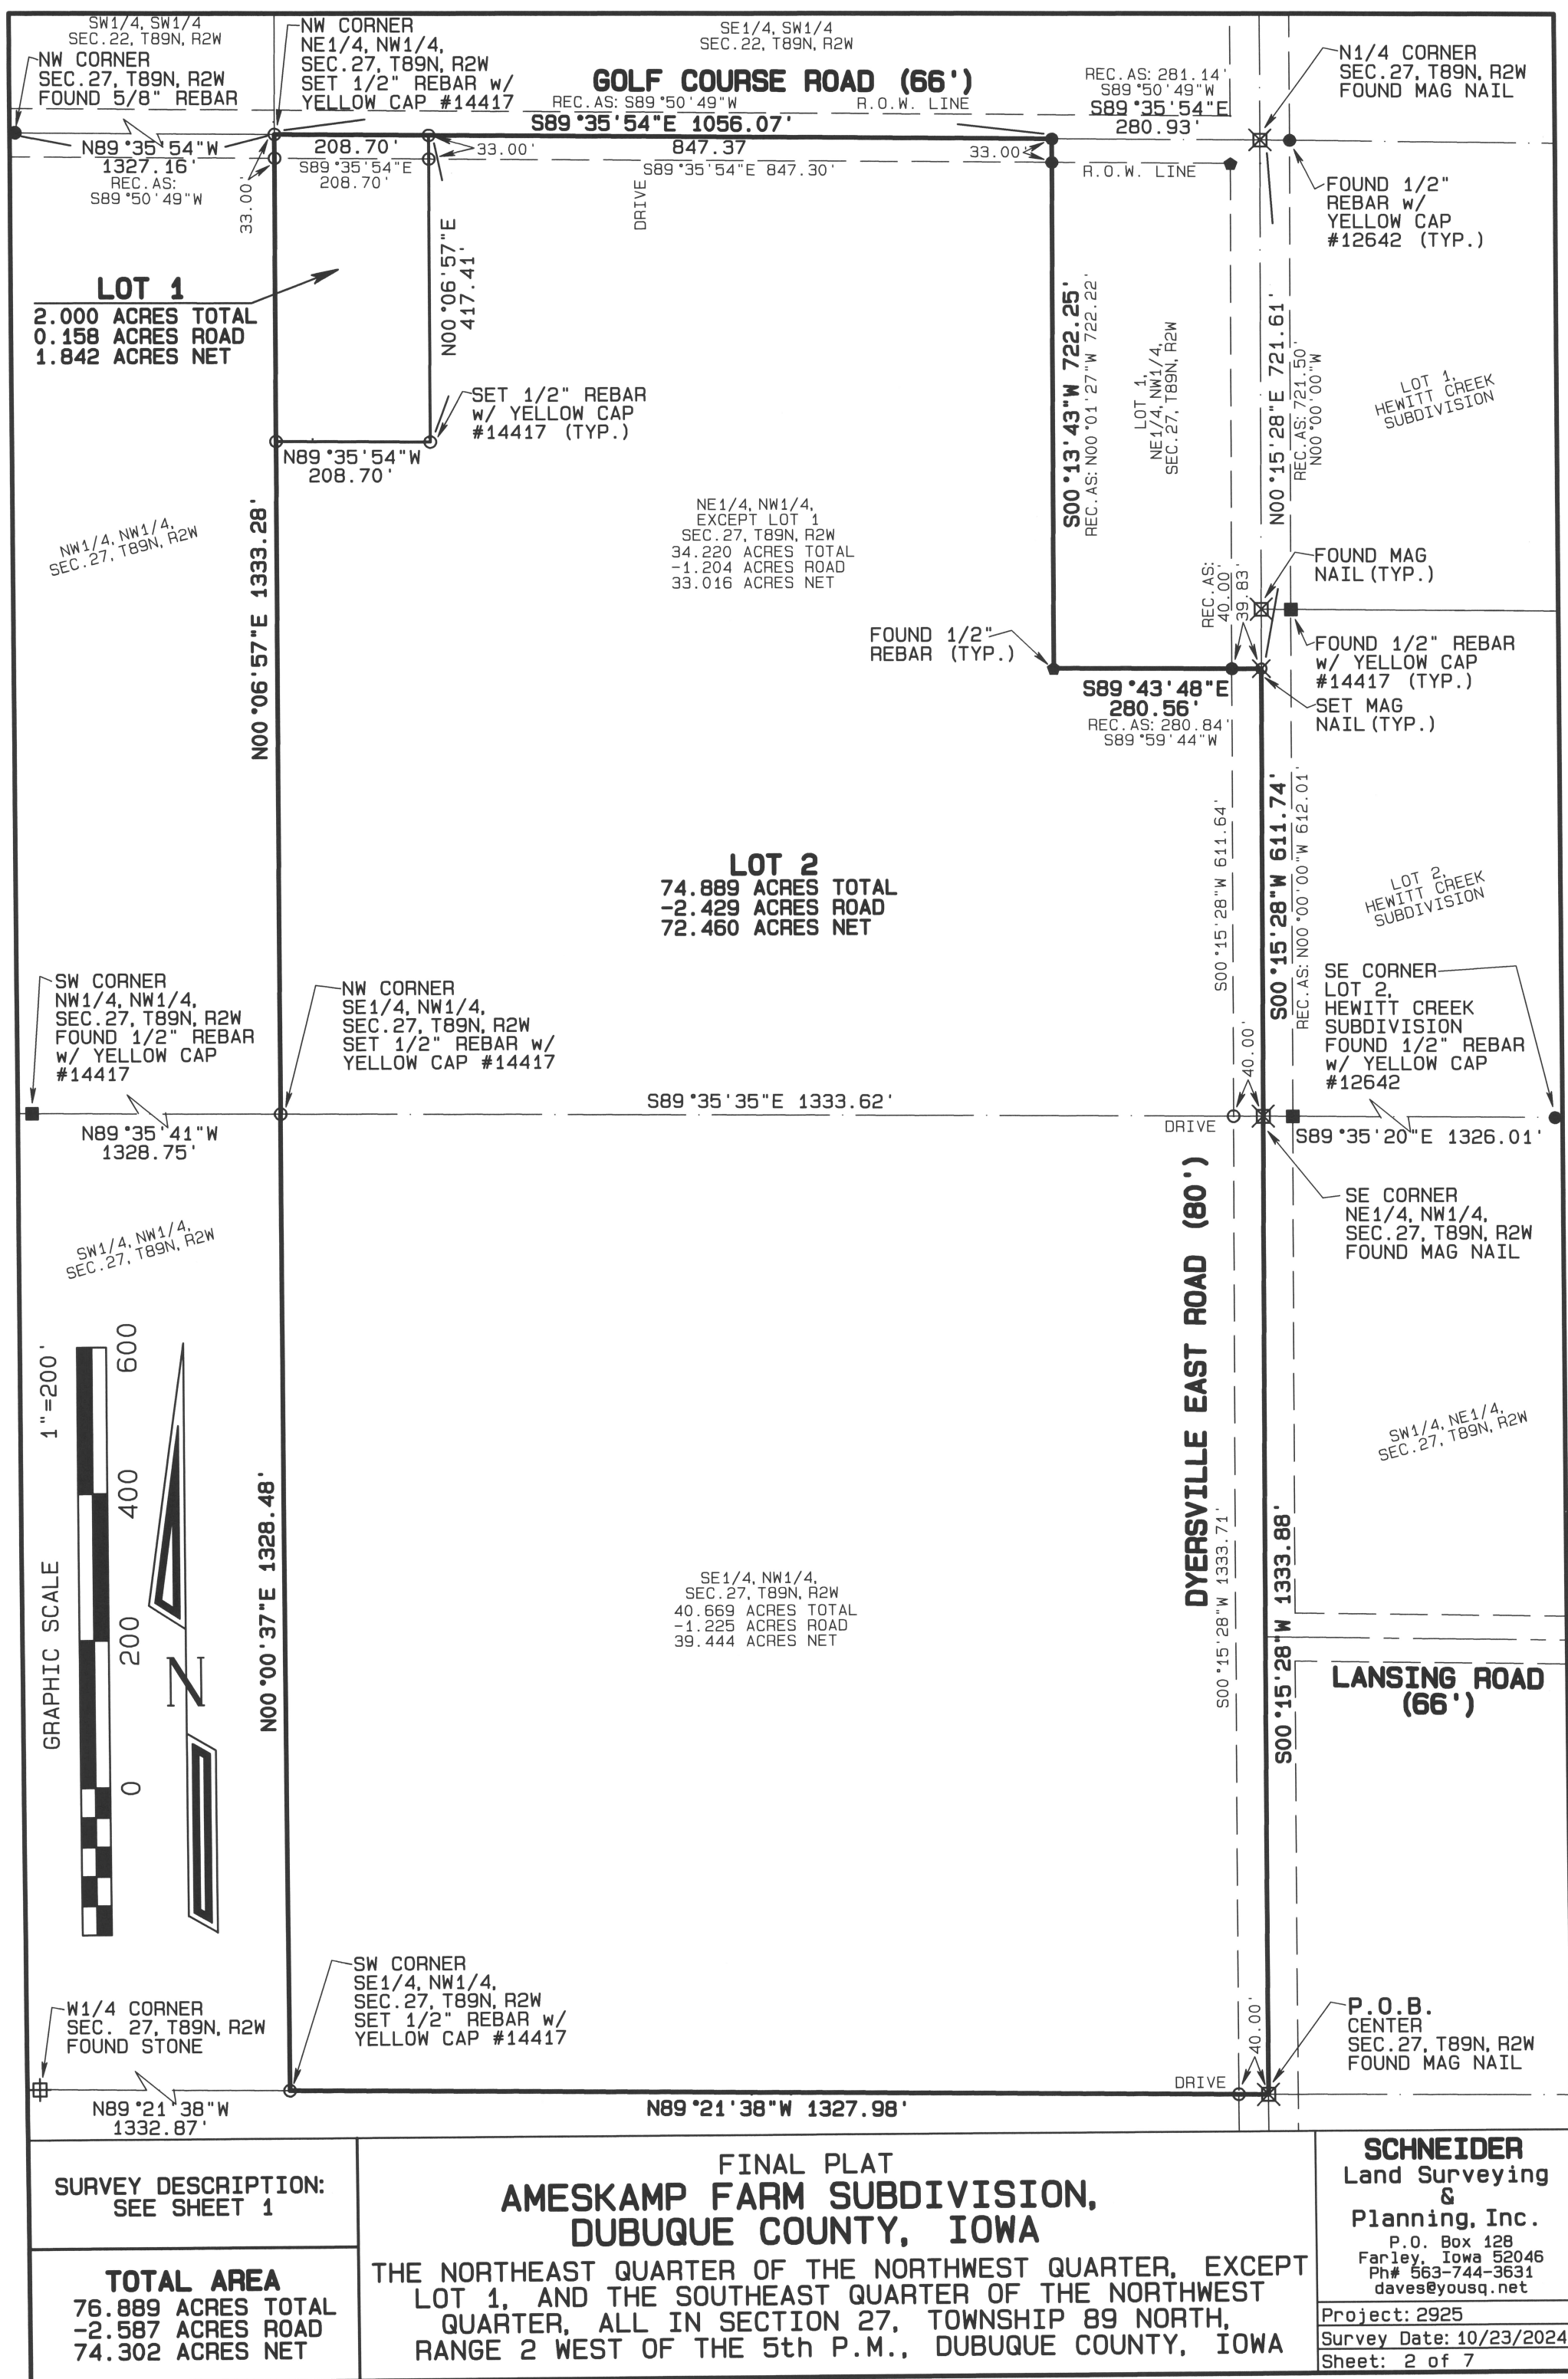 SW1/4, SW1/4
SEC.22, T89N, R2W
NW CORNER
SEC.27, T89N, R2W
FOUND 5/8" REBAR
NW CORNER
NE1/4, NW1/4,
SEC.27, T89N, R2W
SET 1/2" REBAR w/
YELLOW CAP #14417
SE1/4, SW1/4
SEC.22, T89N, R2W
GOLF COURSE ROAD (66')
REC.AS: S89°50'49"W
R.O.W. LINE
S89°35'54"E 1056.07'
REC.AS: 281.14'
S89°50'49"W
S89°35'54"E
280.93'
N1/4 CORNER
SEC.27, T89N, R2W
FOUND MAG NAIL
N89°35'54"W
1327.16'
REC.AS:
S89°50'49"W
33.00'
208.70'
S89°35'54"E
208.70'
33.00'
847.37
S89°35'54"E 847.30'
33.00'
R.O.W. LINE
DRIVE
FOUND 1/2"
REBAR w/
YELLOW CAP
#12642 (TYP.)
LOT 1
2.000 ACRES TOTAL
0.158 ACRES ROAD
1.842 ACRES NET
N00°06'57"E
417.41'
SET 1/2" REBAR
w/ YELLOW CAP
#14417 (TYP.)
N89°35'54"W
208.70'
S00°13'43"W 722.25'
REC.AS: N00°01'27"W 722.22'
LOT 1,
NE1/4, NW1/4,
SEC.27, T89N, R2W
N00°15'28"E 721.61'
REC.AS: 721.50'
N00°00'00"W
LOT 1,
HEWITT CREEK
SUBDIVISION
NW1/4, NW1/4,
SEC.27, T89N, R2W
N00°06'57"E 1333.28'
NE1/4, NW1/4,
EXCEPT LOT 1
SEC.27, T89N, R2W
34.220 ACRES TOTAL
-1.204 ACRES ROAD
33.016 ACRES NET
REC.AS:
40.00'
39.83'
FOUND MAG
NAIL (TYP.)
FOUND 1/2"
REBAR (TYP.)
FOUND 1/2" REBAR
w/ YELLOW CAP
#14417 (TYP.)
SET MAG
NAIL (TYP.)
S89°43'48"E
280.56'
REC.AS: 280.84'
S89°59'44"W
S00°15'28"W 611.64'
S00°15'28"W 611.74'
REC.AS: N00°00'00"W 612.01'
LOT 2
74.889 ACRES TOTAL
-2.429 ACRES ROAD
72.460 ACRES NET
LOT 2,
HEWITT CREEK
SUBDIVISION
SW CORNER
NW1/4, NW1/4,
SEC.27, T89N, R2W
FOUND 1/2" REBAR
w/ YELLOW CAP
#14417
NW CORNER
SE1/4, NW1/4,
SEC.27, T89N, R2W
SET 1/2" REBAR w/
YELLOW CAP #14417
SE CORNER
LOT 2,
HEWITT CREEK
SUBDIVISION
FOUND 1/2" REBAR
w/ YELLOW CAP
#12642
40.00'
S89°35'35"E 1333.62'
N89°35'41"W
1328.75'
DRIVE
S89°35'20"E 1326.01'
SE CORNER
NE1/4, NW1/4,
SEC.27, T89N, R2W
FOUND MAG NAIL
SW1/4, NW1/4,
SEC.27, T89N, R2W
DYERSVILLE EAST ROAD (80')
SW1/4, NE1/4,
SEC.27, T89N, R2W
GRAPHIC SCALE 1"=200'
600
400
200
0
N
N00°00'37"E 1328.48'
SE1/4, NW1/4,
SEC.27, T89N, R2W
40.669 ACRES TOTAL
-1.225 ACRES ROAD
39.444 ACRES NET
S00°15'28"W 1333.71'
S00°15'28"W 1333.88'
LANSING ROAD
(66')
W1/4 CORNER
SEC. 27, T89N, R2W
FOUND STONE
SW CORNER
SE1/4, NW1/4,
SEC.27, T89N, R2W
SET 1/2" REBAR w/
YELLOW CAP #14417
40.00'
P.O.B.
CENTER
SEC.27, T89N, R2W
FOUND MAG NAIL
N89°21'38"W
1332.87'
N89°21'38"W 1327.98'
DRIVE
SURVEY DESCRIPTION:
SEE SHEET 1
TOTAL AREA
76.889 ACRES TOTAL
-2.587 ACRES ROAD
74.302 ACRES NET
FINAL PLAT
AMESKAMP FARM SUBDIVISION,
DUBUQUE COUNTY, IOWA
THE NORTHEAST QUARTER OF THE NORTHWEST QUARTER, EXCEPT
LOT 1, AND THE SOUTHEAST QUARTER OF THE NORTHWEST
QUARTER, ALL IN SECTION 27, TOWNSHIP 89 NORTH,
RANGE 2 WEST OF THE 5th P.M., DUBUQUE COUNTY, IOWA
SCHNEIDER
Land Surveying
&
Planning, Inc.
P.O. Box 128
Farley, Iowa 52046
Ph# 563-744-3631
daves@yousq.net
Project: 2925
Survey Date: 10/23/2024
Sheet: 2 of 7